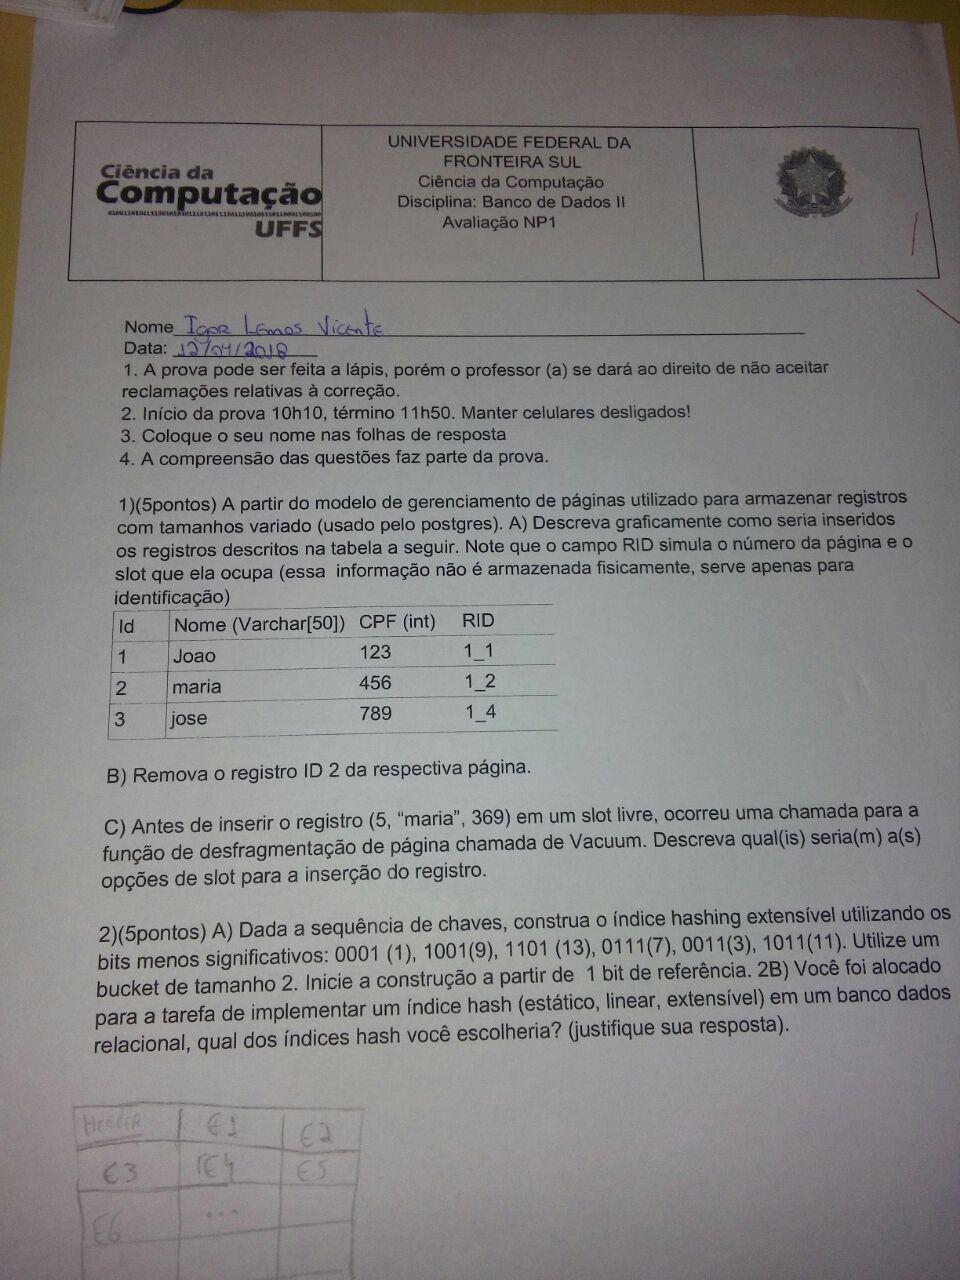 Ciência da
Computação
UFFS
UNIVERSIDADE FEDERAL DA
FRONTEIRA SUL
Ciência da Computação
Disciplina: Banco de Dados II
Avaliação NP1
Nome Igor Lemos Vicente
Data: 12/04/2018
1. A prova pode ser feita a lápis, porém o professor (a) se dará ao direito de não aceitar
reclamações relativas à correção.
2. Início da prova 10h10, término 11h50. Manter celulares desligados!
3. Coloque o seu nome nas folhas de resposta
4. A compreensão das questões faz parte da prova.
1)(5pontos) A partir do modelo de gerenciamento de páginas utilizado para armazenar registros
com tamanhos variado (usado pelo postgres). A) Descreva graficamente como seria inseridos
os registros descritos na tabela a seguir. Note que o campo RID simula o número da página e o
slot que ela ocupa (essa informação não é armazenada fisicamente, serve apenas para
identificação)
Id Nome (Varchar[50]) CPF (int) RID
1 Joao 123 1_1
2 maria 456 1_2
3 jose 789 1_4
B) Remova o registro ID 2 da respectiva página.
C) Antes de inserir o registro (5, “maria”, 369) em um slot livre, ocorreu uma chamada para a
função de desfragmentação de página chamada de Vacuum. Descreva qual(is) seria(m) a(s)
opções de slot para a inserção do registro.
2)(5pontos) A) Dada a sequência de chaves, construa o índice hashing extensível utilizando os
bits menos significativos: 0001 (1), 1001(9), 1101 (13), 0111(7), 0011(3), 1011(11). Utilize um
bucket de tamanho 2. Inicie a construção a partir de 1 bit de referência. 2B) Você foi alocado
para a tarefa de implementar um índice hash (estático, linear, extensível) em um banco dados
relacional, qual dos índices hash você escolheria? (justifique sua resposta).
HEADER E1 E2
E3 E4 E5
E6 ...